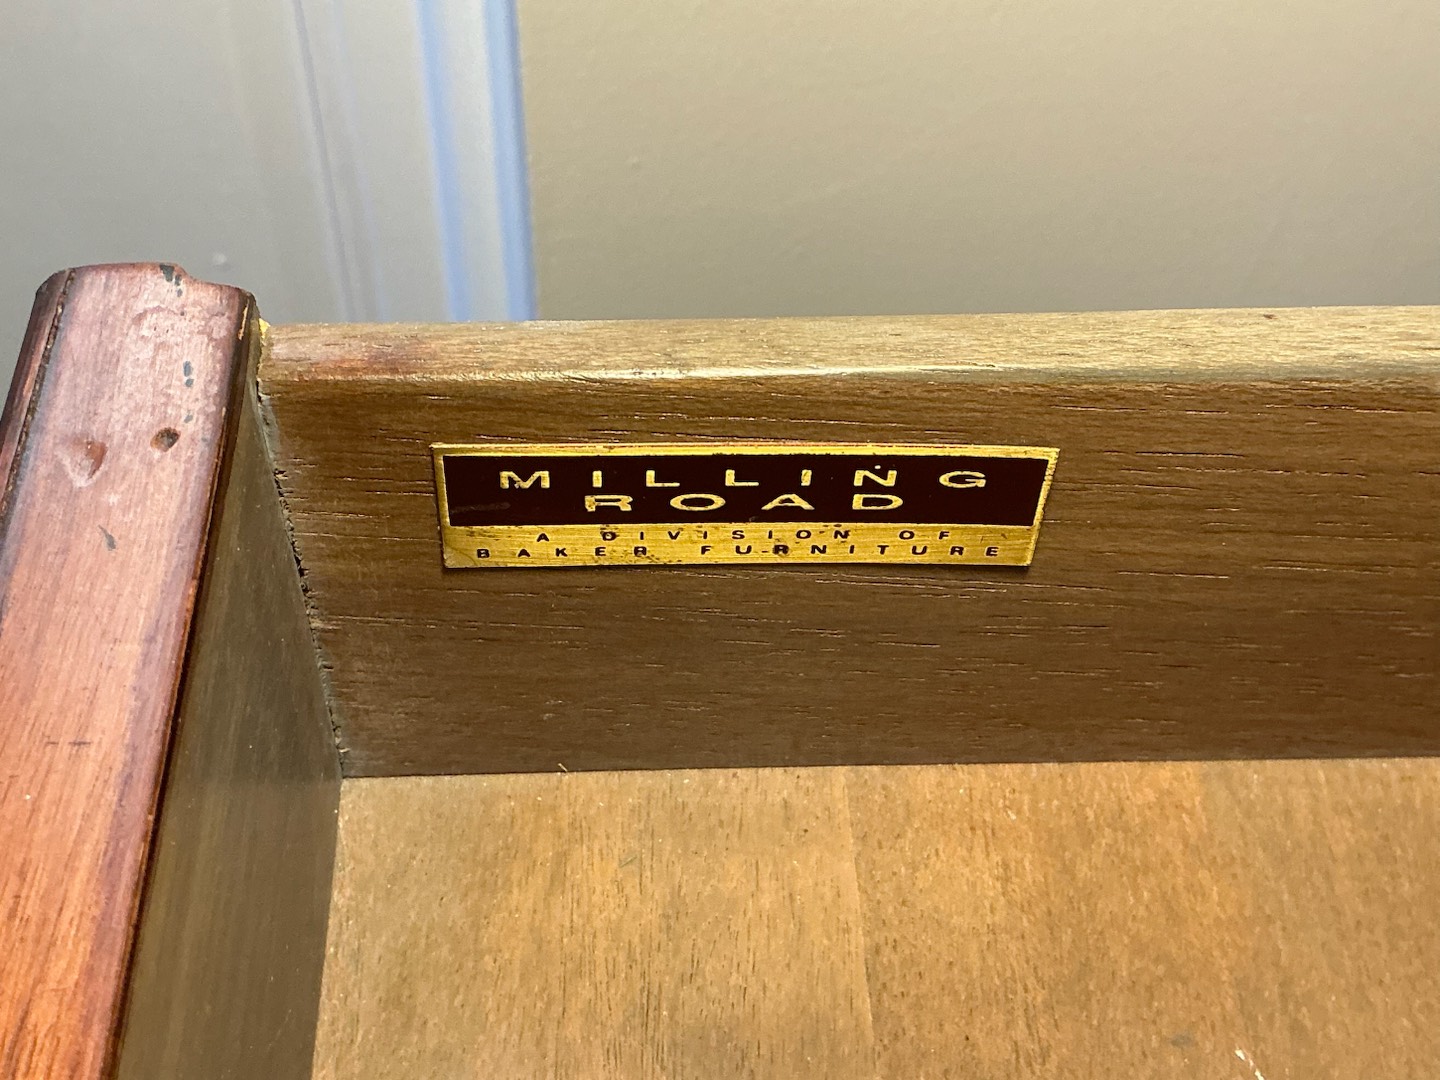 MILLING
ROAD
A DIVISION OF
BAKER FURNITURE